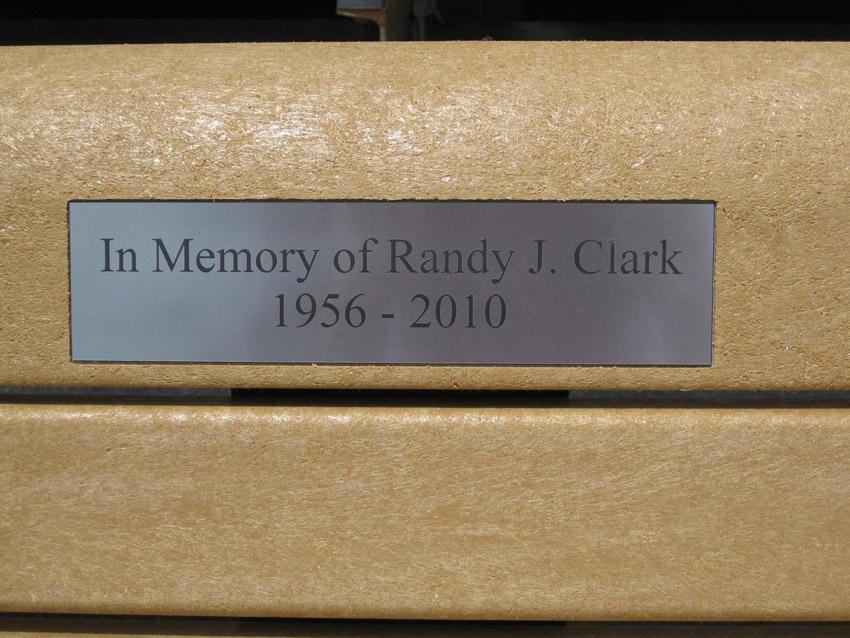 In Memory of Randy J. Clark
1956 - 2010